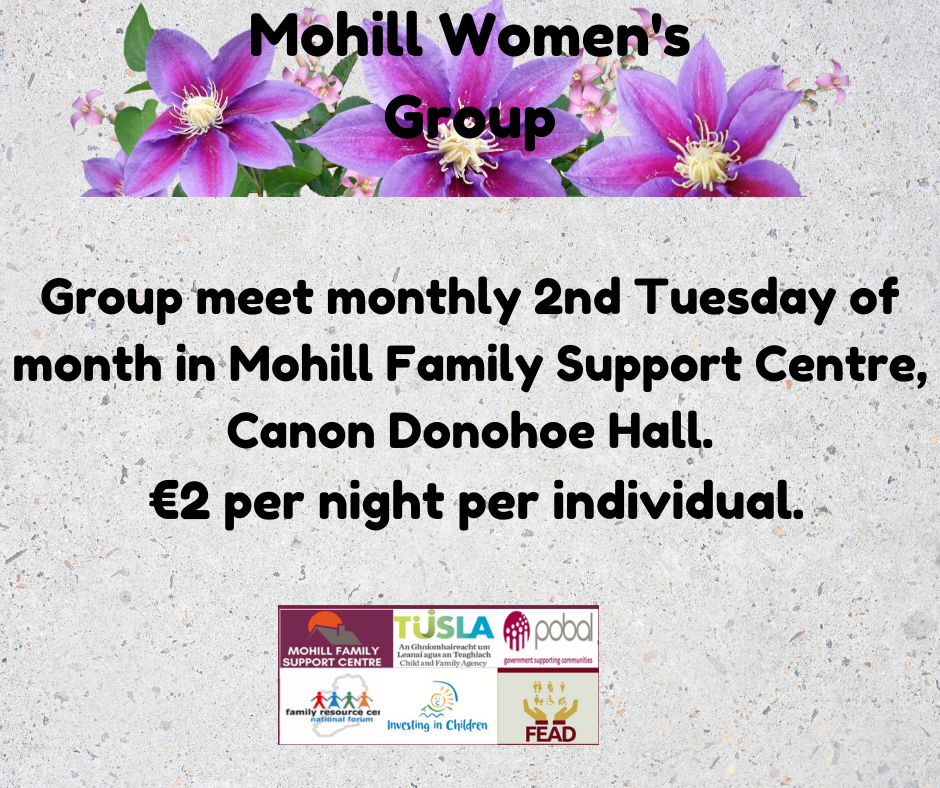 Mohill Women's
Group
Group meet monthly 2nd Tuesday of
month in Mohill Family Support Centre,
Canon Donohoe Hall.
€2 per night per individual.
MOHILL FAMILY
SUPPORT CENTRE
TUSLA
An Ghníomhaireacht um
Leanaí agus an Teaghlach
Child and Family Agency
pobal
government supporting communities
family resource cen
national forum
Investing in Children
FEAD